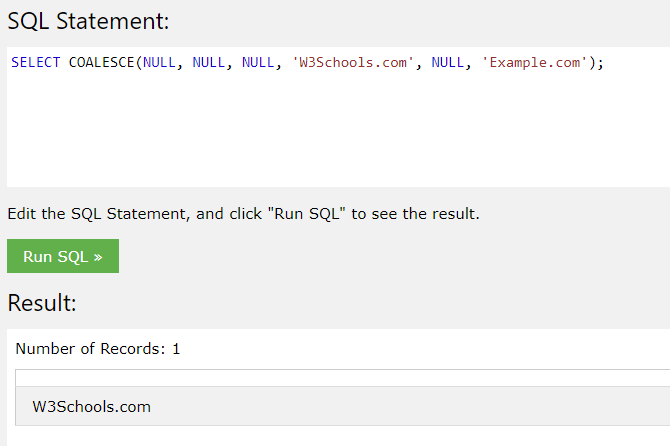 SQL Statement:
SELECT COALESCE(NULL, NULL, NULL, 'W3Schools.com', NULL, 'Example.com');
Edit the SQL Statement, and click "Run SQL" to see the result.
Run SQL »
Result:
Number of Records: 1
W3Schools.com